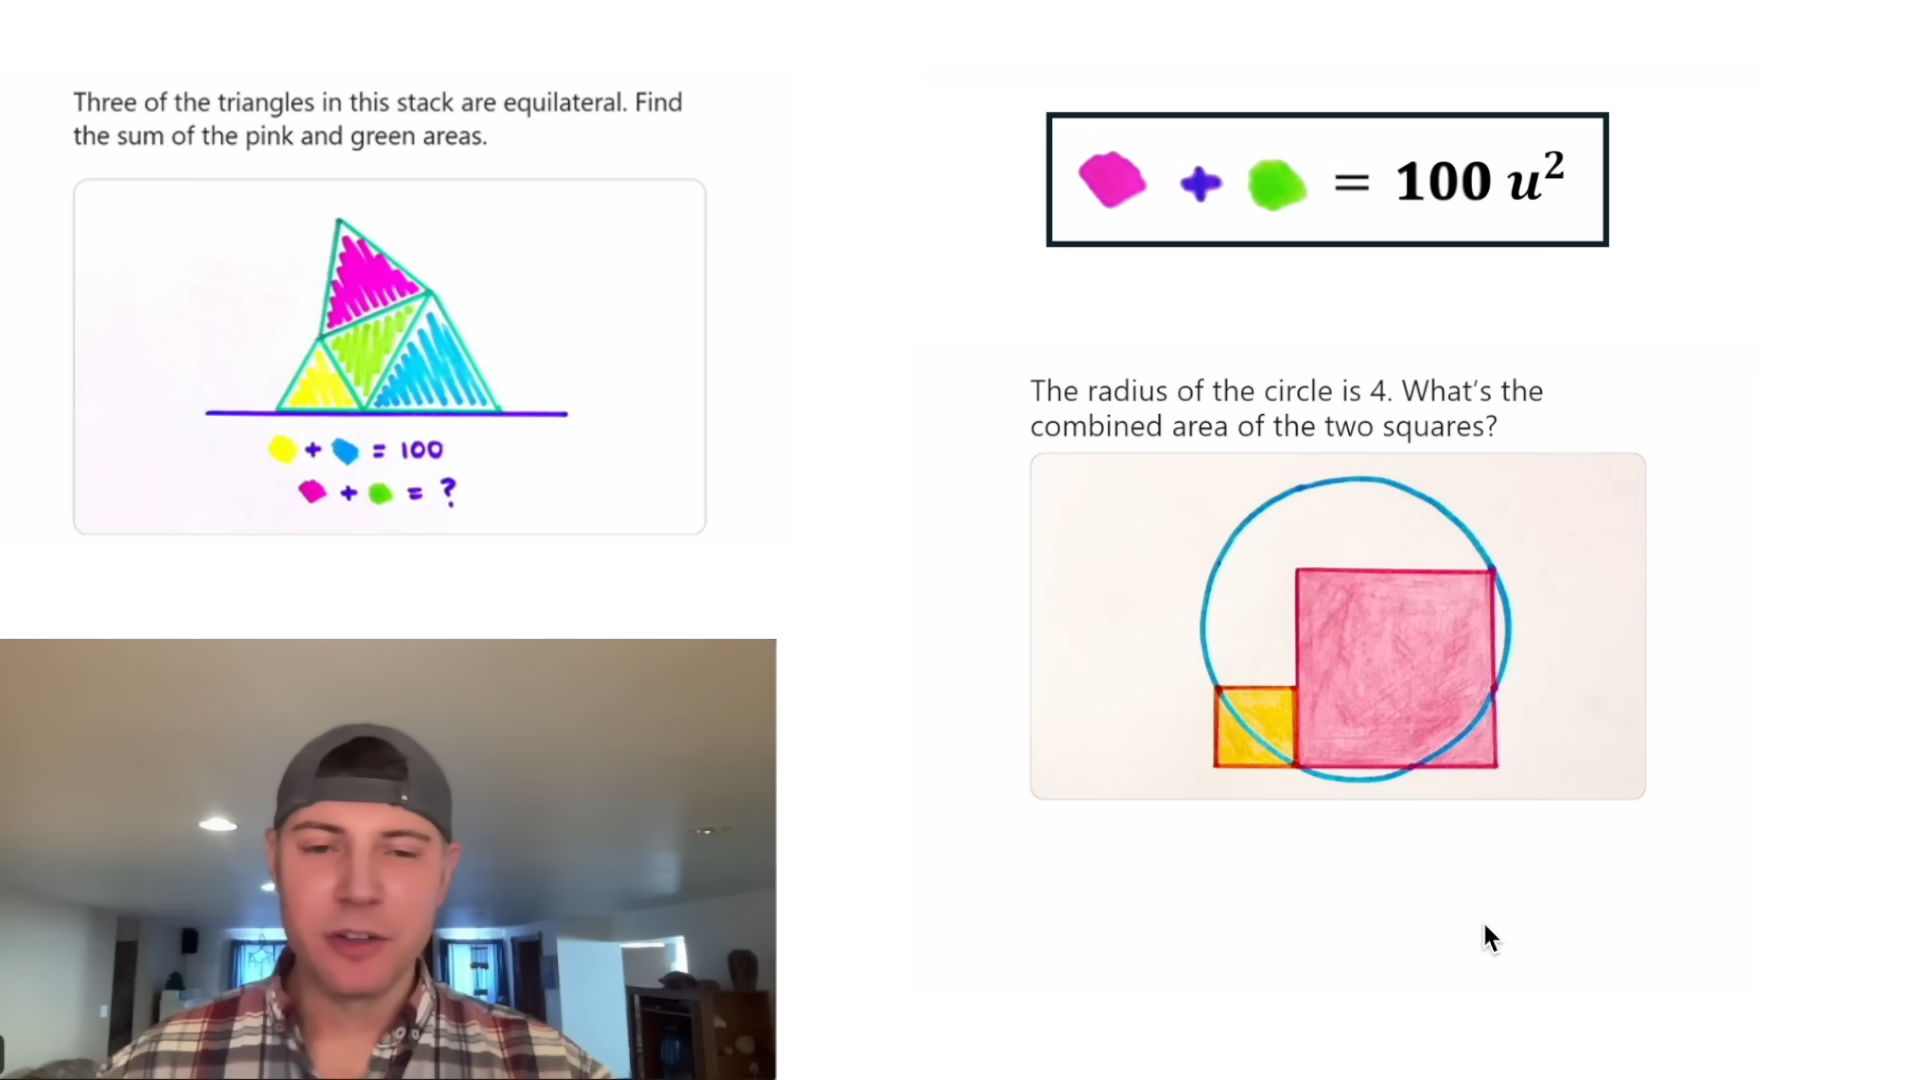 Three of the triangles in this stack are equilateral. Find
the sum of the pink and green areas.
+ = 100
+ = ?
+ = 100 u²
The radius of the circle is 4. What's the
combined area of the two squares?